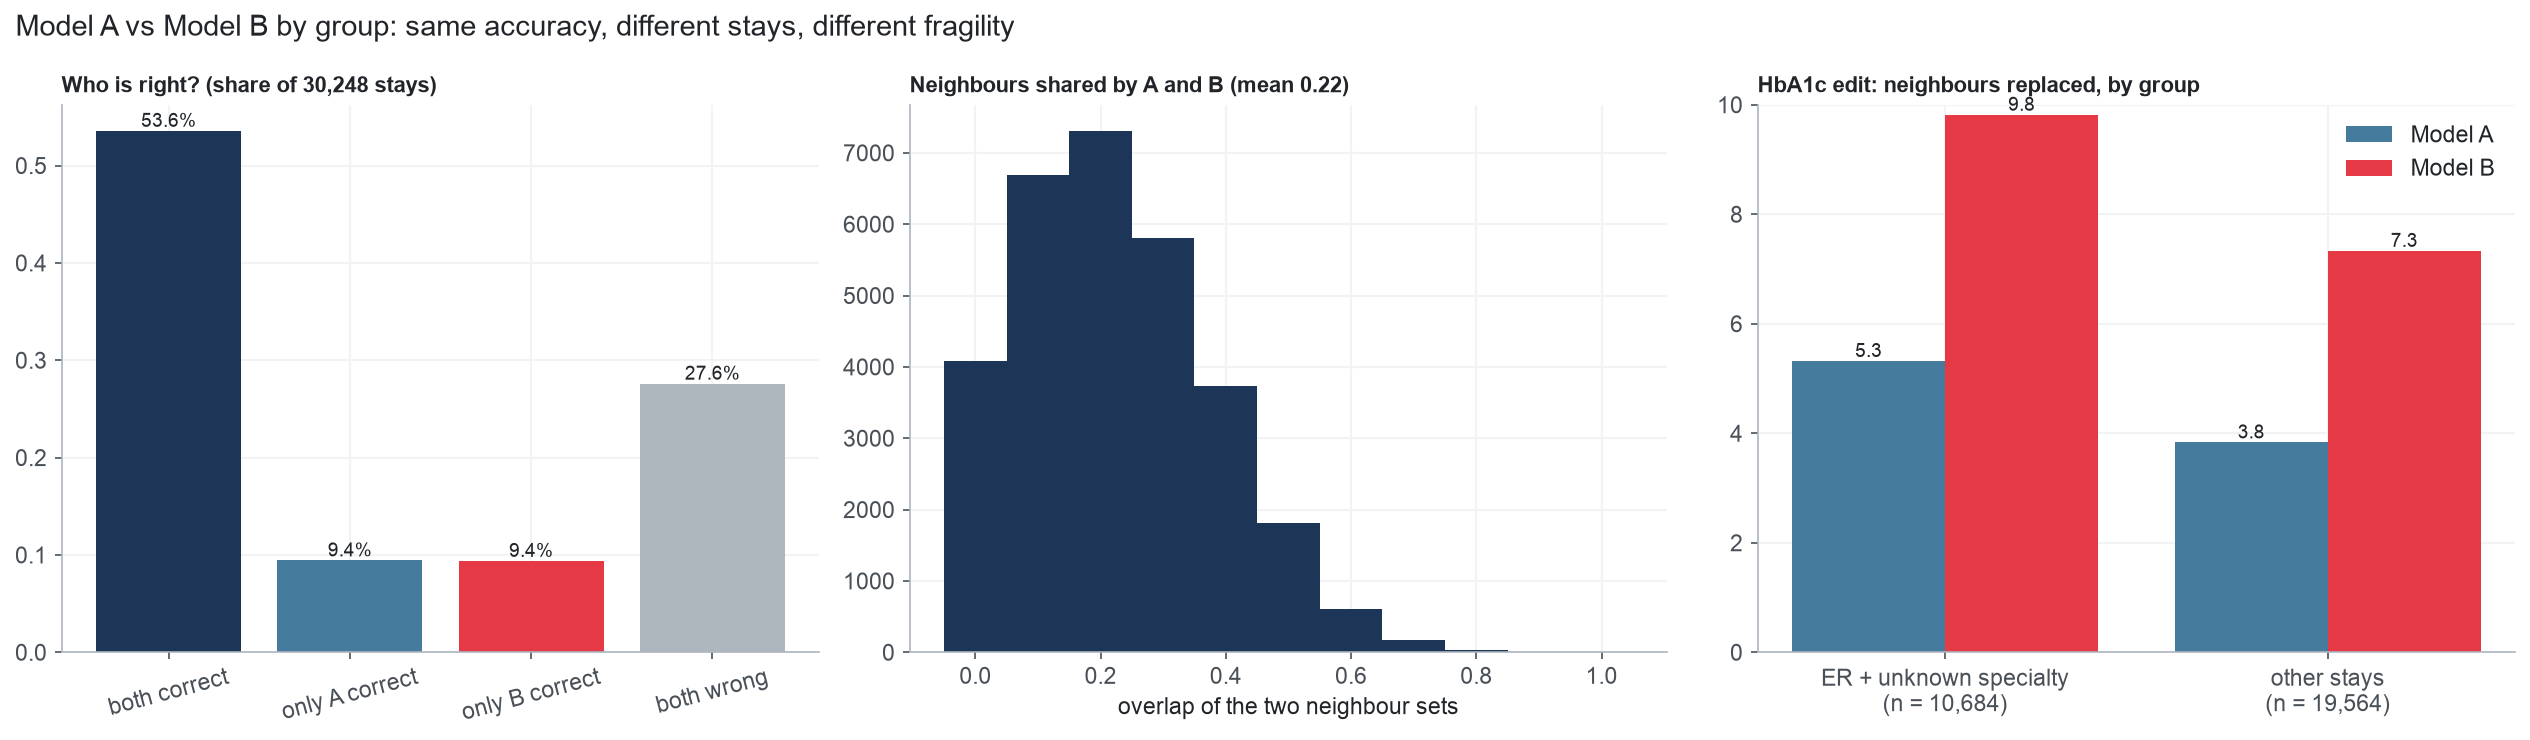 Model A vs Model B by group: same accuracy, different stays, different fragility
Who is right? (share of 30,248 stays)
53.6%
9.4%
9.4%
27.6%
0.5
0.4
0.3
0.2
0.1
0.0
both correct
only A correct
only B correct
both wrong
Neighbours shared by A and B (mean 0.22)
7000
6000
5000
4000
3000
2000
1000
0
0.0
0.2
0.4
0.6
0.8
1.0
overlap of the two neighbour sets
HbA1c edit: neighbours replaced, by group
10
8
6
4
2
0
5.3
9.8
3.8
7.3
Model A
Model B
ER + unknown specialty
(n = 10,684)
other stays
(n = 19,564)